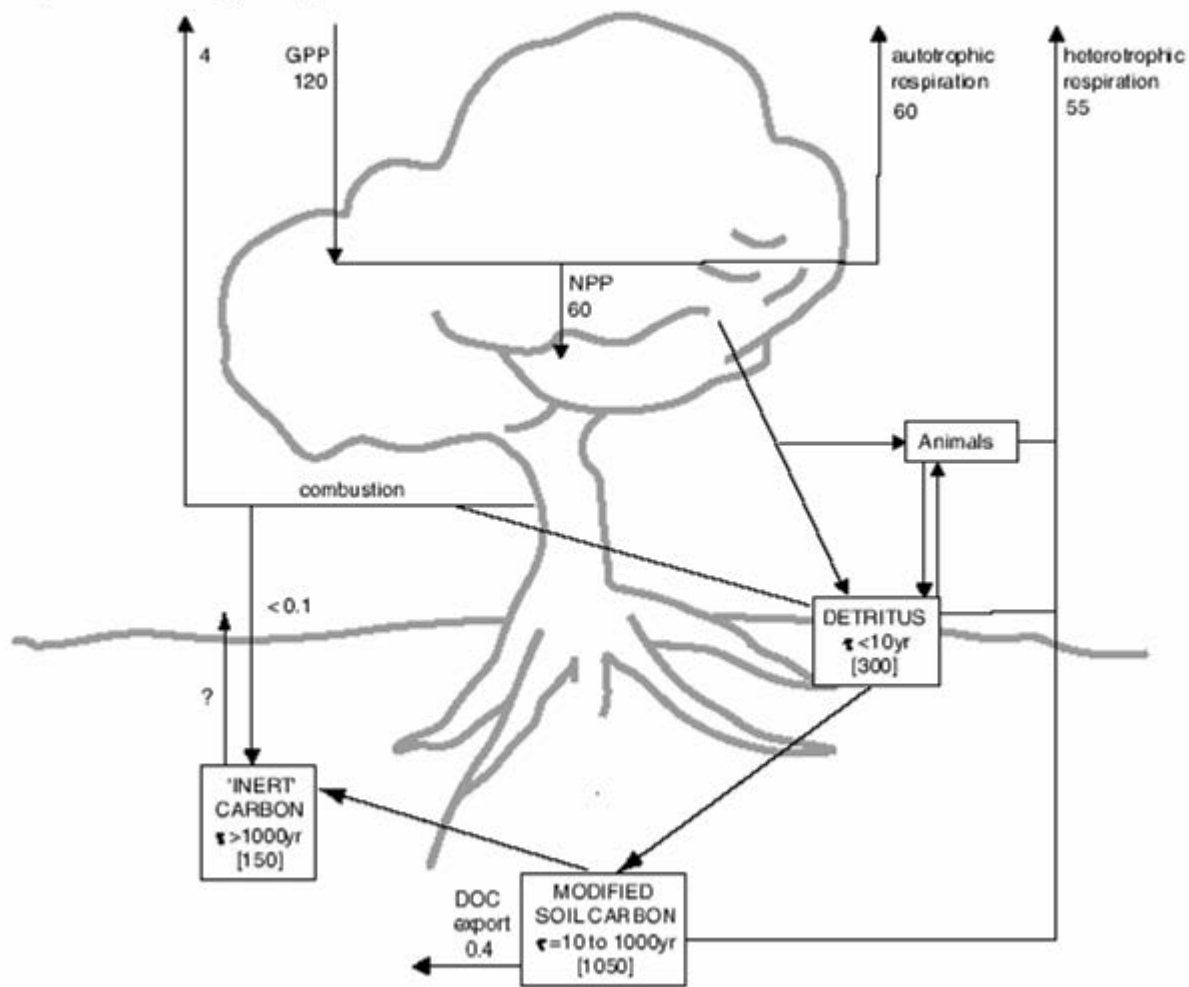 4
GPP
120
autotrophic
respiration
60
heterotrophic
respiration
55
NPP
60
Animals
combustion
<0.1
?
DETRITUS
τ <10yr
[300]
'INERT'
CARBON
τ >1000yr
[150]
DOC
export
0.4
MODIFIED
SOIL CARBON
τ =10 to 1000yr
[1050]